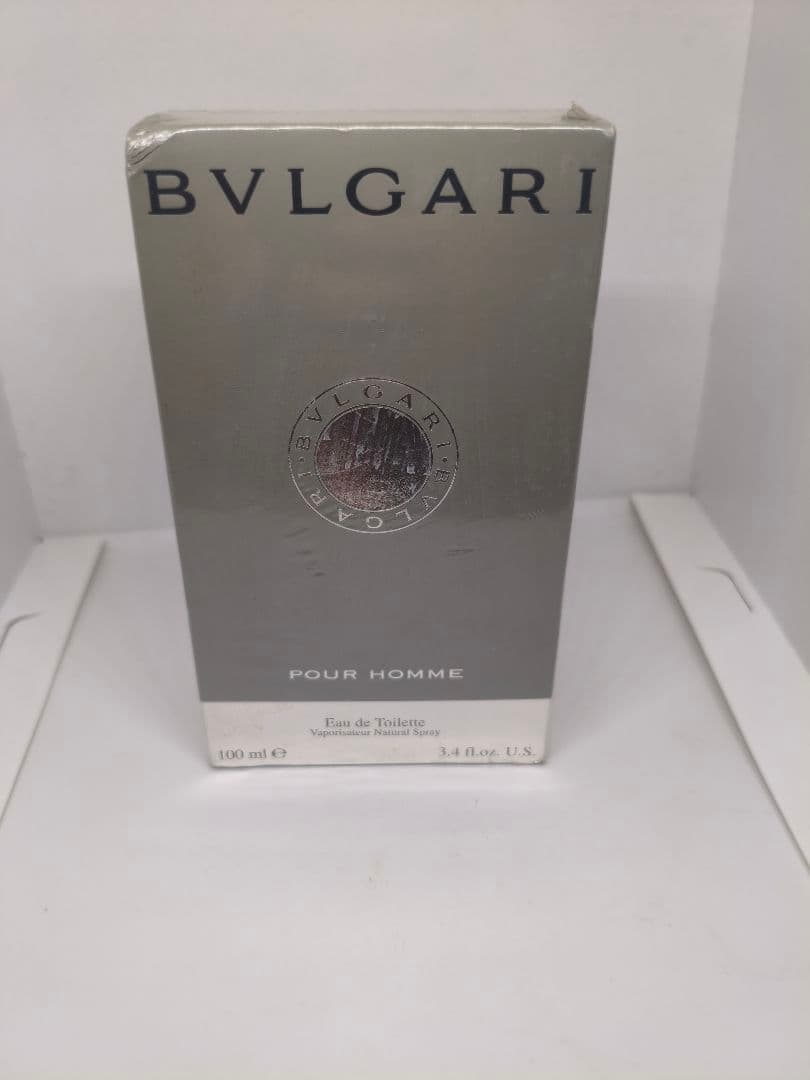 BVLGARI
BVLGARI · BVLGARI ·
POUR HOMME
Eau de Toilette
Vaporisateur Natural Spray
100 ml ℮
3.4 fl.oz. U.S.